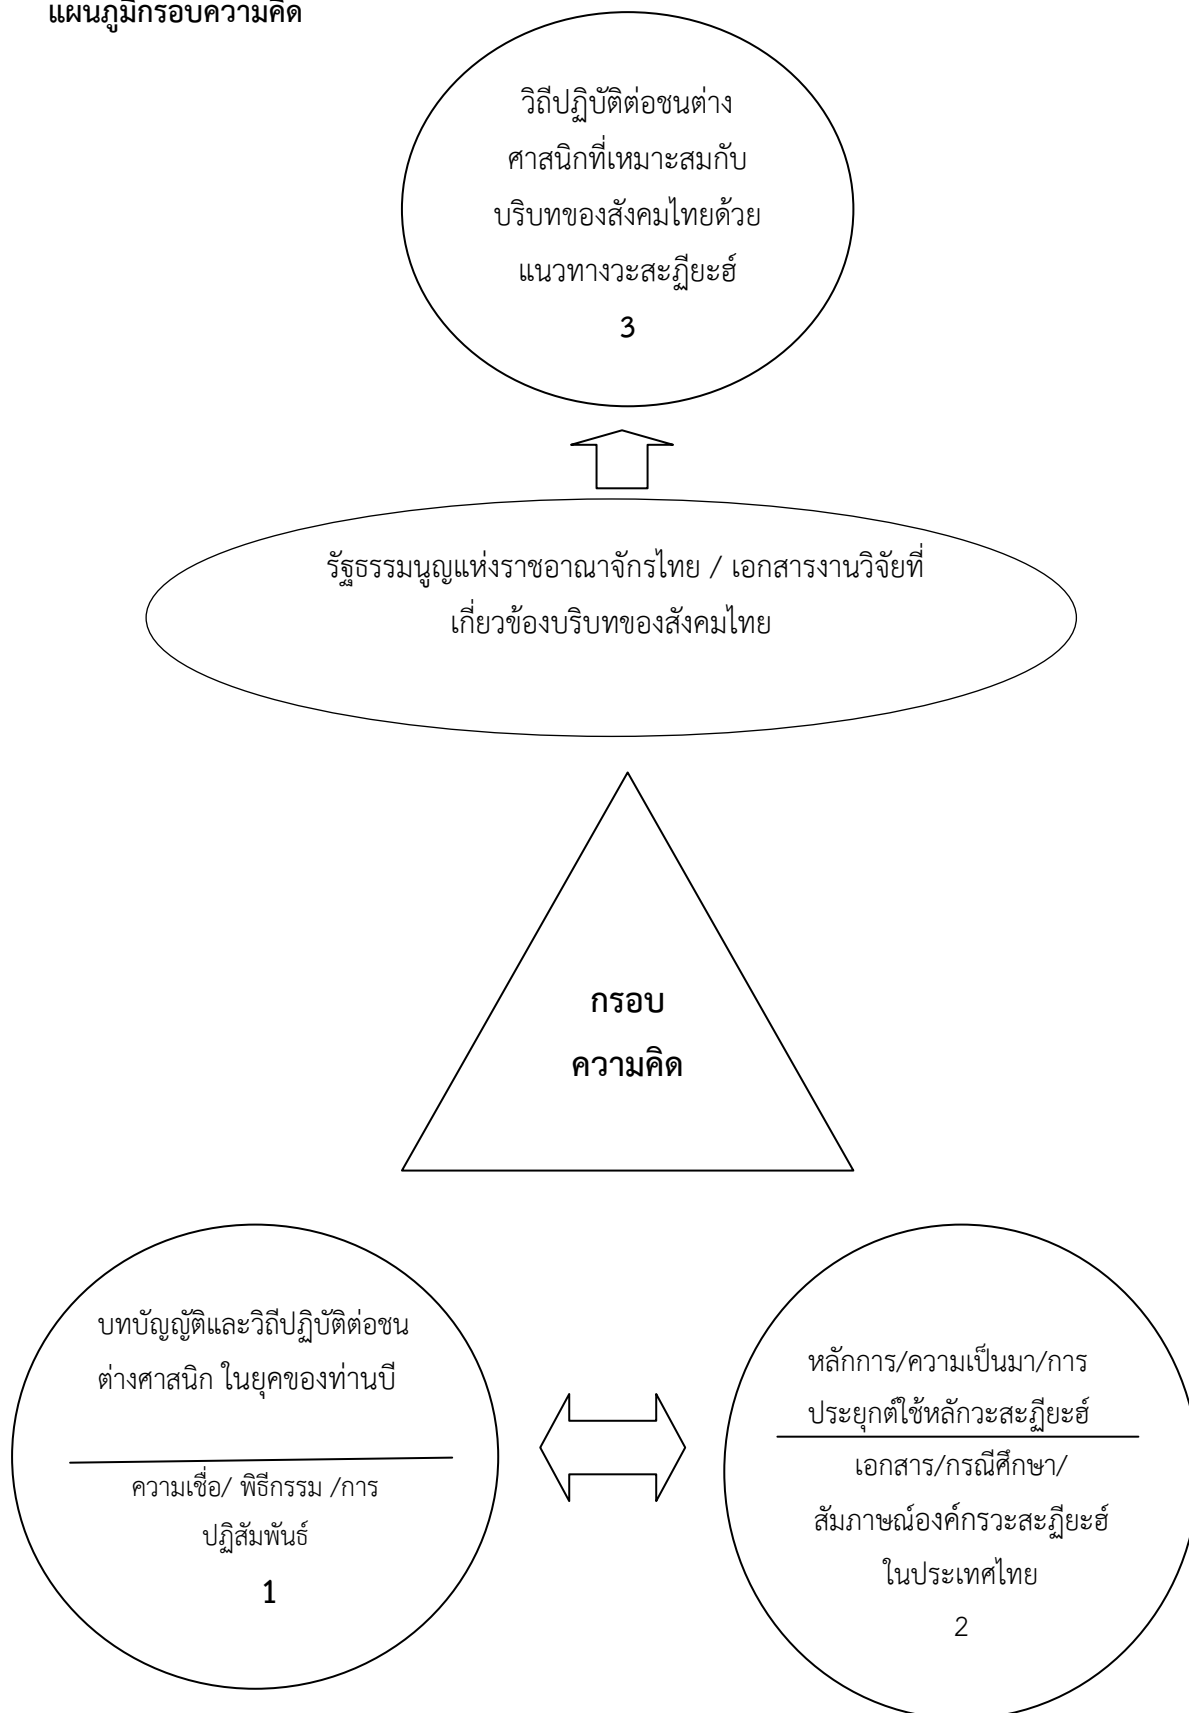 แผนภูมิกรอบความคิด
วิถีปฏิบัติต่อชนต่าง
ศาสนิกที่เหมาะสมกับ
บริบทของสังคมไทยด้วย
แนวทางวะสะฏียะฮ์
3
รัฐธรรมนูญแห่งราชอาณาจักรไทย / เอกสารงานวิจัยที่
เกี่ยวข้องบริบทของสังคมไทย
กรอบ
ความคิด
บทบัญญัติและวิถีปฏิบัติต่อชน
ต่างศาสนิก ในยุคของท่านบี
ความเชื่อ/ พิธีกรรม /การ
ปฏิสัมพันธ์
1
หลักการ/ความเป็นมา/การ
ประยุกต์ใช้หลักวะสะฏียะฮ์
เอกสาร/กรณีศึกษา/
สัมภาษณ์องค์กรวะสะฏียะฮ์
ในประเทศไทย
2